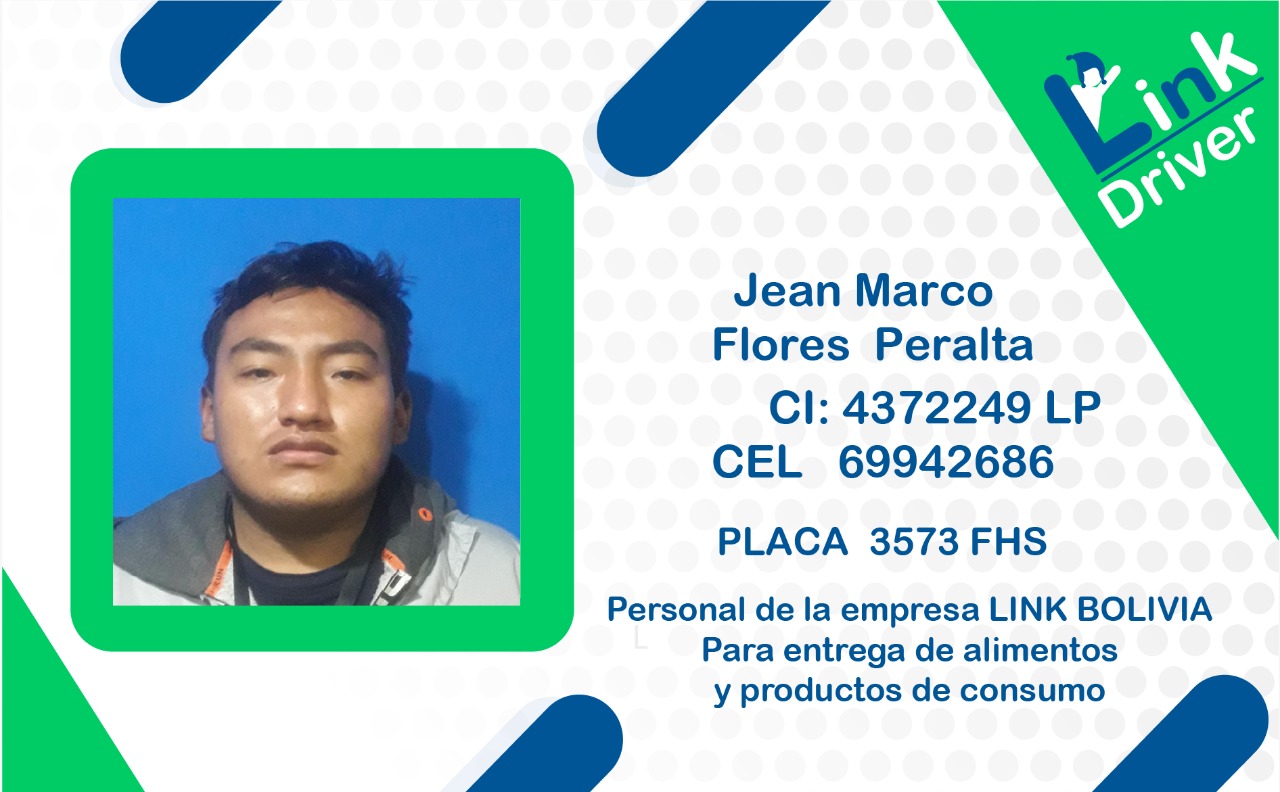 Link
Driver
Jean Marco
Flores Peralta
CI: 4372249 LP
CEL 69942686
PLACA 3573 FHS
Personal de la empresa LINK BOLIVIA
L
Para entrega de alimentos
y productos de consumo